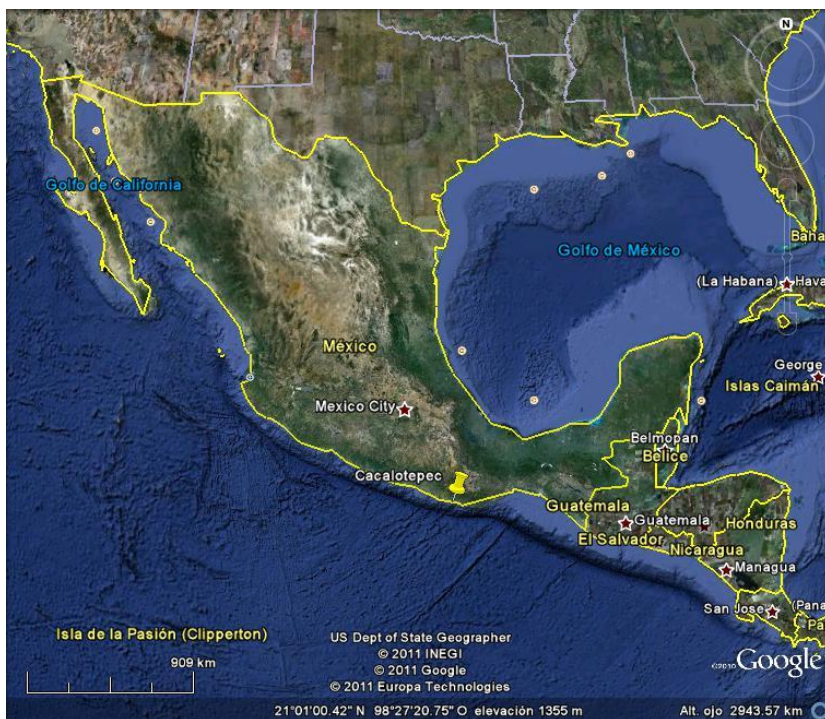 N
Golfo de California
Golfo de México
Baha
(La Habana)
Hava
México
George
Islas Caimán
Mexico City
Belmopan
Belice
Cacalotepec
Guatemala
Guatemala
Honduras
El Salvador
Nicaragua
Managua
San Jose
(Pana
Pa
Isla de la Pasión (Clipperton)
909 km
US Dept of State Geographer
© 2011 INEGI
© 2011 Google
© 2011 Europa Technologies
©2010 Google
21°01'00.42" N 98°27'20.75" O elevación 1355 m
Alt. ojo 2943.57 km